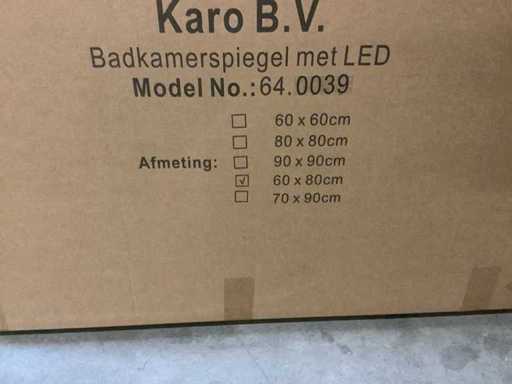 Karo B.V.
Badkamerspiegel met LED
Model No.:64.0039
60 x 60cm
80 x 80cm
Afmeting: 90 x 90cm
√ 60 x 80cm
70 x 90cm